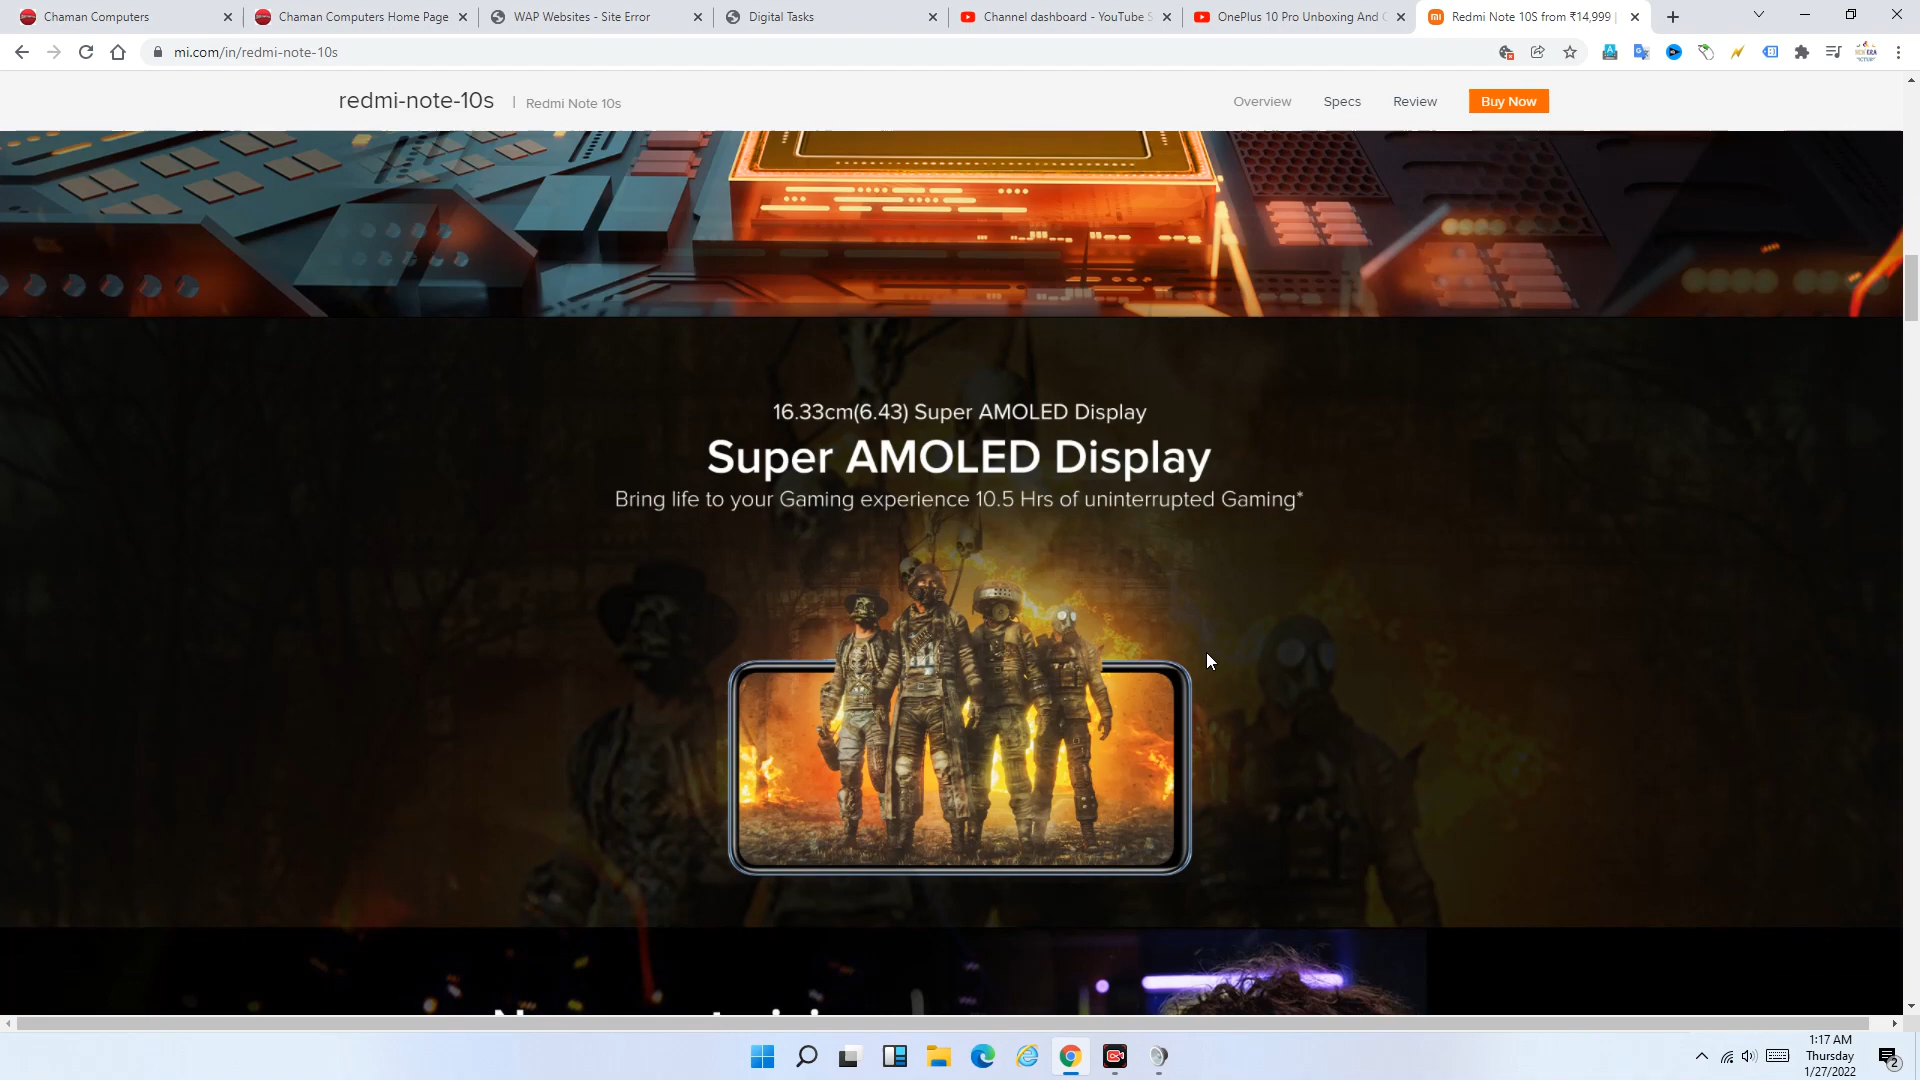 Chaman Computers
Chaman Computers Home Page
WAP Websites - Site Error
Digital Tasks
Channel dashboard - YouTube S
OnePlus 10 Pro Unboxing And
Redmi Note 10S from ₹14,999 |
mi.com/in/redmi-note-10s
redmi-note-10s | Redmi Note 10s
Overview
Specs
Review
Buy Now
16.33cm(6.43) Super AMOLED Display
Super AMOLED Display
Bring life to your Gaming experience 10.5 Hrs of uninterrupted Gaming*
1:17 AM
Thursday
1/27/2022
2